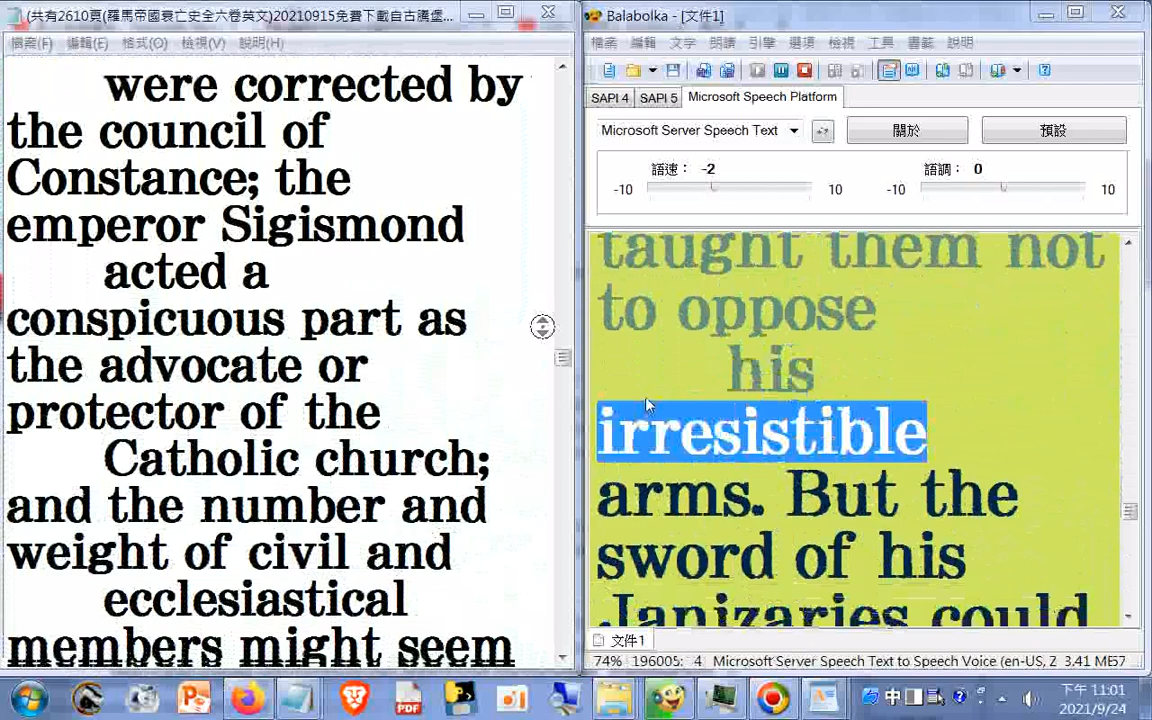 (共有2610頁(羅馬帝國衰亡史全六卷英文)20210915免費下載自古騰堡...
檔案(F) 編輯(E) 格式(O) 檢視(V) 說明(H)
were corrected by
the council of
Constance; the
emperor Sigismond
acted a
conspicuous part as
the advocate or
protector of the
Catholic church;
and the number and
weight of civil and
ecclesiastical
members might seem
Balabolka - [文件1]
檔案 編輯 文字 朗讀 引擎 選項 檢視 工具 書籤 說明
SAPI 4 SAPI 5 Microsoft Speech Platform
Microsoft Server Speech Text 關於 預設
語速: -2 語調: 0
-10 10 -10 10
taught them not
to oppose
his
irresistible
arms. But the
sword of his
Janizaries could
文件1
74% 196005: 4 Microsoft Server Speech Text to Speech Voice (en-US, Z 3,41 ME57
中 下午 11:01
2021/9/24